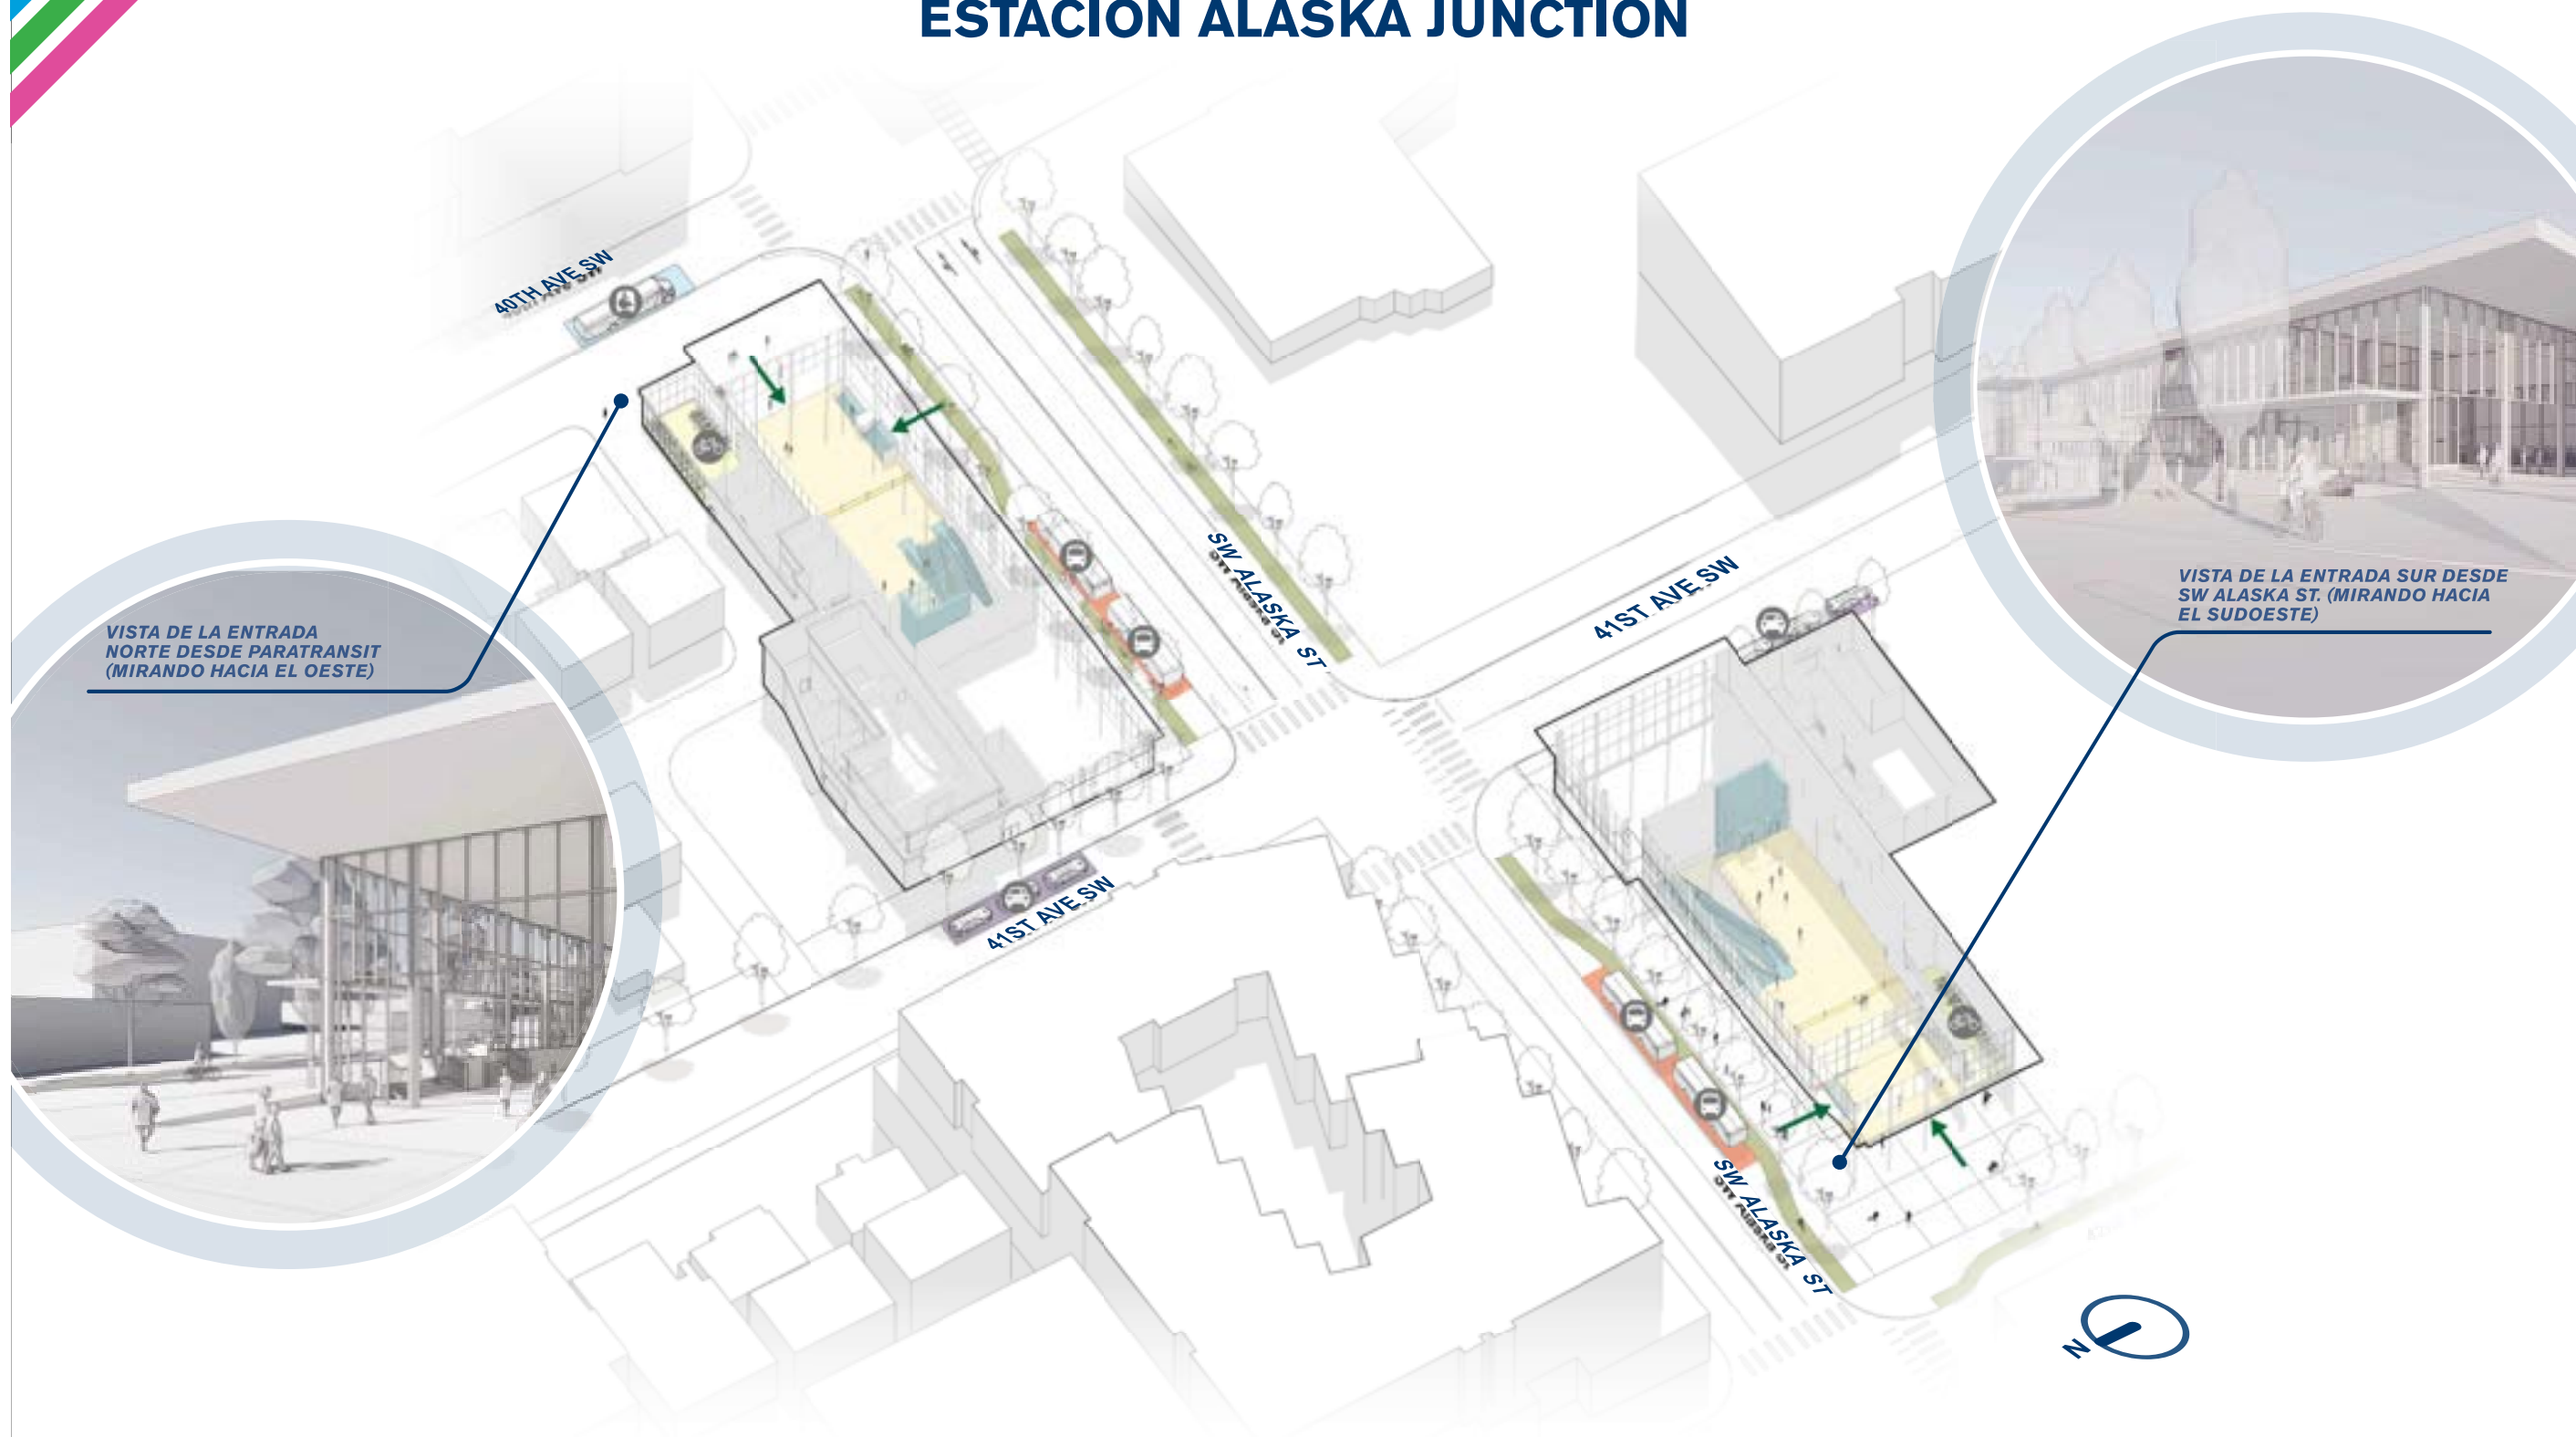 ESTACIÓN ALASKA JUNCTION
40TH AVE SW
SW ALASKA ST
41ST AVE SW
VISTA DE LA ENTRADA SUR DESDE
SW ALASKA ST. (MIRANDO HACIA
EL SUDOESTE)
VISTA DE LA ENTRADA
NORTE DESDE PARATRANSIT
(MIRANDO HACIA EL OESTE)
41ST AVE SW
SW ALASKA ST
N